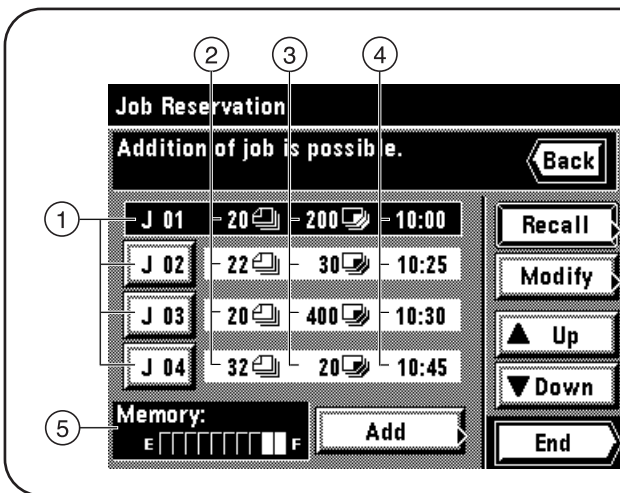 2 3 4
Job Reservation
Addition of job is possible.
Back
1
J 01 20 200 10:00
Recall
J 02 22 30 10:25
Modify
J 03 20 400 10:30
▲ Up
J 04 32 20 10:45
▼ Down
5
Memory:
E F
Add
End